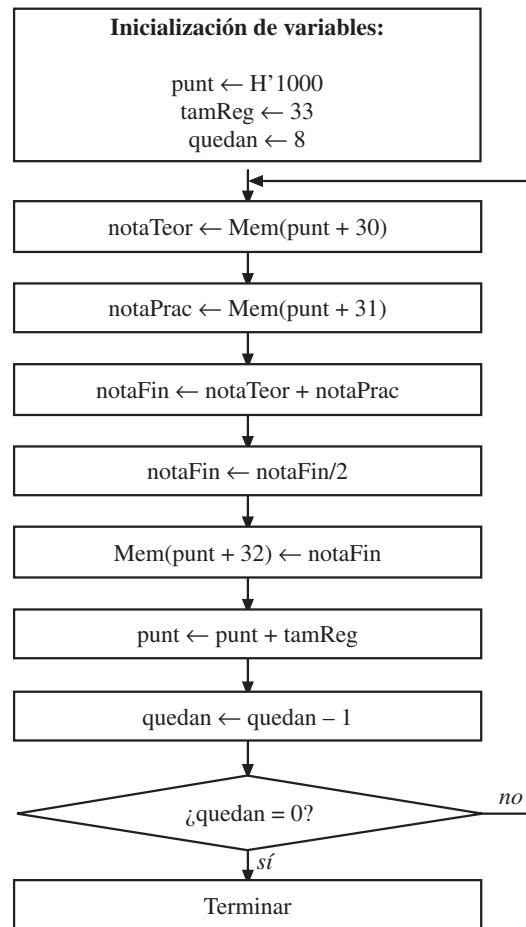 Inicialización de variables:
punt ← H’1000
tamReg ← 33
quedan ← 8
notaTeor ← Mem(punt + 30)
notaPrac ← Mem(punt + 31)
notaFin ← notaTeor + notaPrac
notaFin ← notaFin/2
Mem(punt + 32) ← notaFin
punt ← punt + tamReg
quedan ← quedan – 1
¿quedan = 0?
no
sí
Terminar